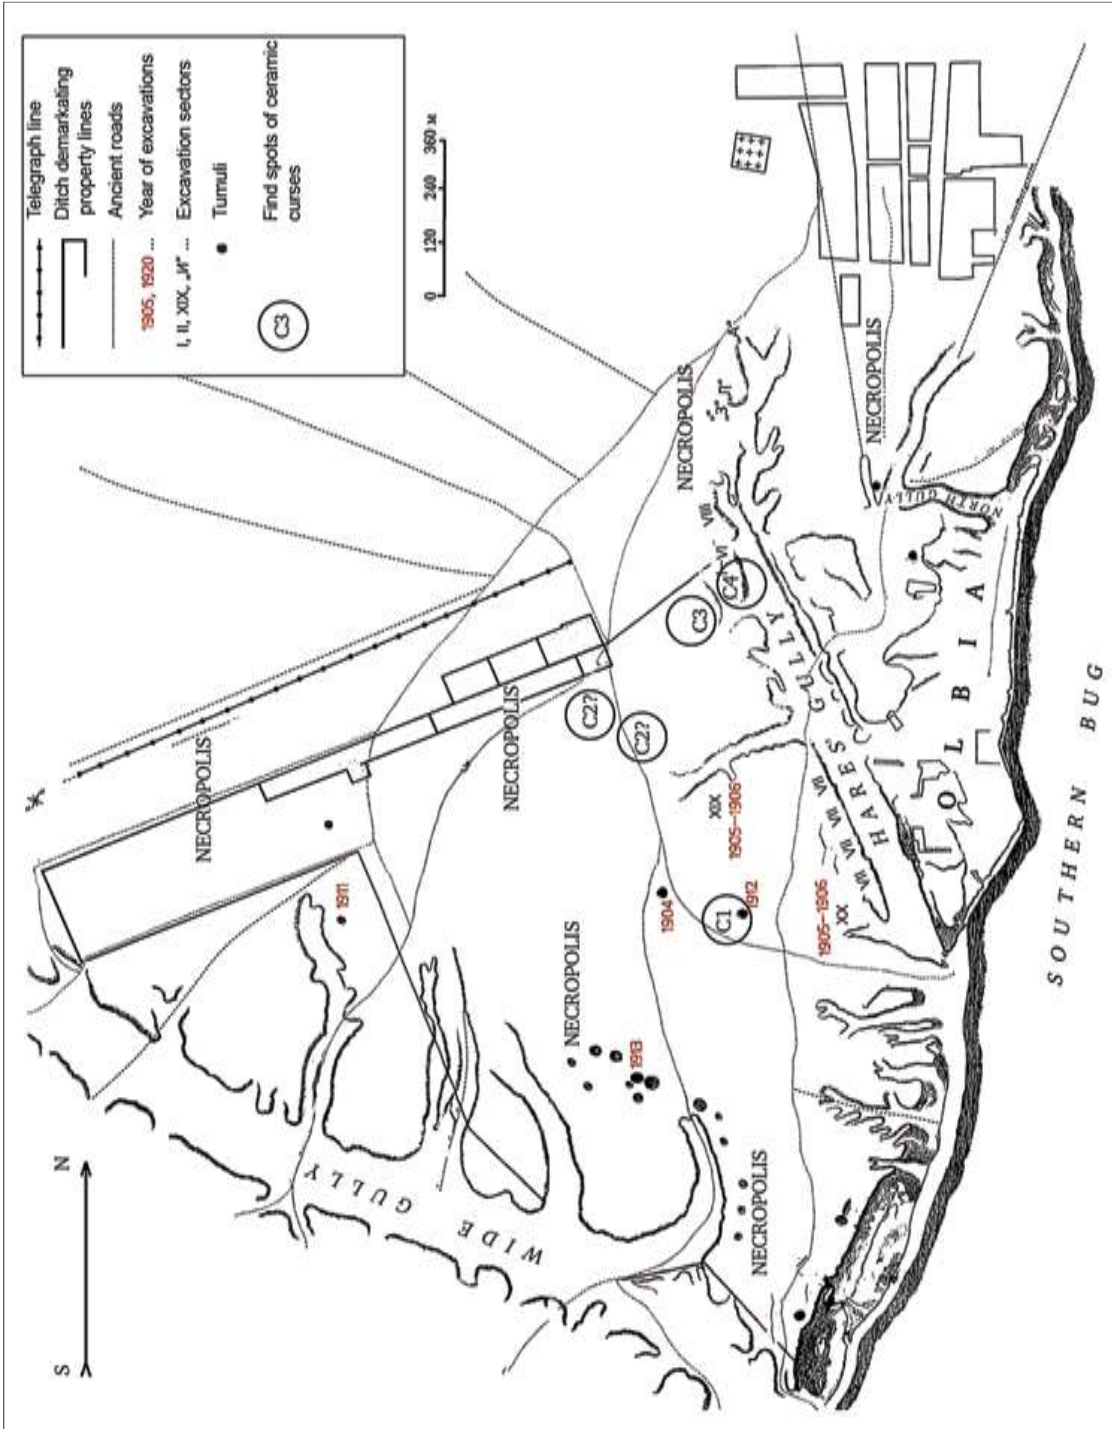 Telegraph line
Ditch demarkating
property lines
Ancient roads
1905, 1920 ... Year of excavations
I, II, XIX, „И" ... Excavation sectors
Tumuli
C3 Find spots of ceramic
curses
0 120 240 360 м
S N
NECROPOLIS
1911
NECROPOLIS
C2?
C2?
NECROPOLIS
„З" „П"
„А"
VIII
VI
C3
C4
NECROPOLIS
NORTH GULLY
HARES' GULLY
XIX
1905–1906
VII VII VII VII
XX
1905–1906
1904
C1
1912
NECROPOLIS
1913
NECROPOLIS
WIDE GULLY
OLBIA
SOUTHERN BUG